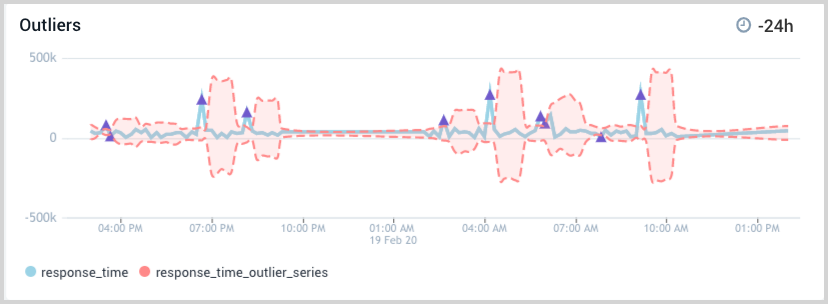 Outliers
-24h
500k
0
-500k
04:00 PM 07:00 PM 10:00 PM 01:00 AM 04:00 AM 07:00 AM 10:00 AM 01:00 PM
19 Feb 20
response_time response_time_outlier_series